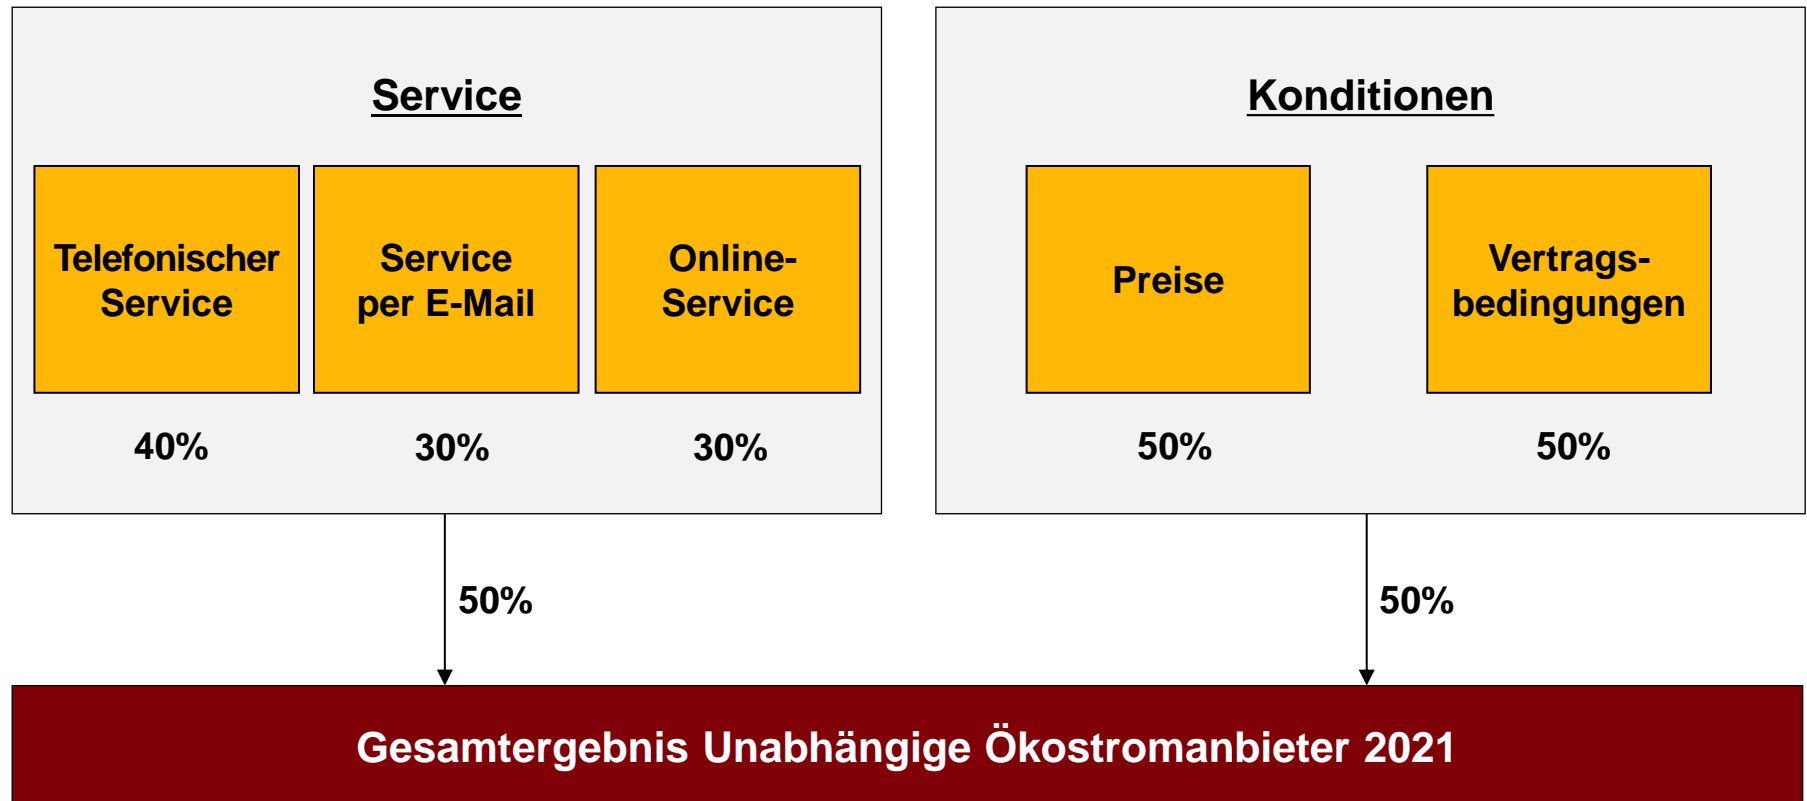 Service
Telefonischer
Service
40%
Service
per E-Mail
30%
Online-
Service
30%
50%
Konditionen
Preise
50%
Vertrags-
bedingungen
50%
50%
Gesamtergebnis Unabhängige Ökostromanbieter 2021